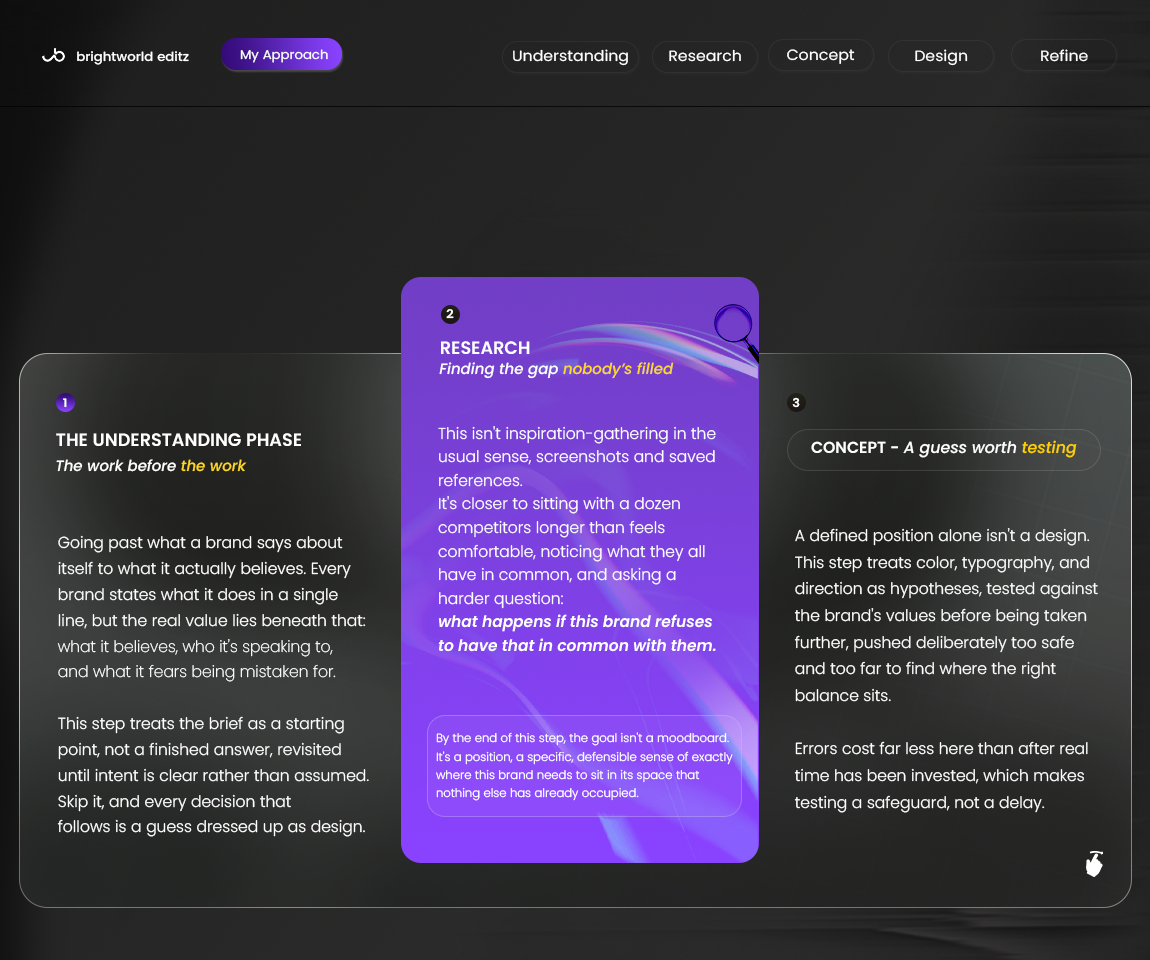 brightworld editz
My Approach
Understanding
Research
Concept
Design
Refine
1
THE UNDERSTANDING PHASE
The work before the work
Going past what a brand says about
itself to what it actually believes. Every
brand states what it does in a single
line, but the real value lies beneath that:
what it believes, who it's speaking to,
and what it fears being mistaken for.
This step treats the brief as a starting
point, not a finished answer, revisited
until intent is clear rather than assumed.
Skip it, and every decision that
follows is a guess dressed up as design.
2
RESEARCH
Finding the gap nobody's filled
This isn't inspiration-gathering in the
usual sense, screenshots and saved
references.
It's closer to sitting with a dozen
competitors longer than feels
comfortable, noticing what they all
have in common, and asking a
harder question:
what happens if this brand refuses
to have that in common with them.
By the end of this step, the goal isn't a moodboard.
It's a position, a specific, defensible sense of exactly
where this brand needs to sit in its space that
nothing else has already occupied.
3
CONCEPT - A guess worth testing
A defined position alone isn't a design.
This step treats color, typography, and
direction as hypotheses, tested against
the brand's values before being taken
further, pushed deliberately too safe
and too far to find where the right
balance sits.
Errors cost far less here than after real
time has been invested, which makes
testing a safeguard, not a delay.